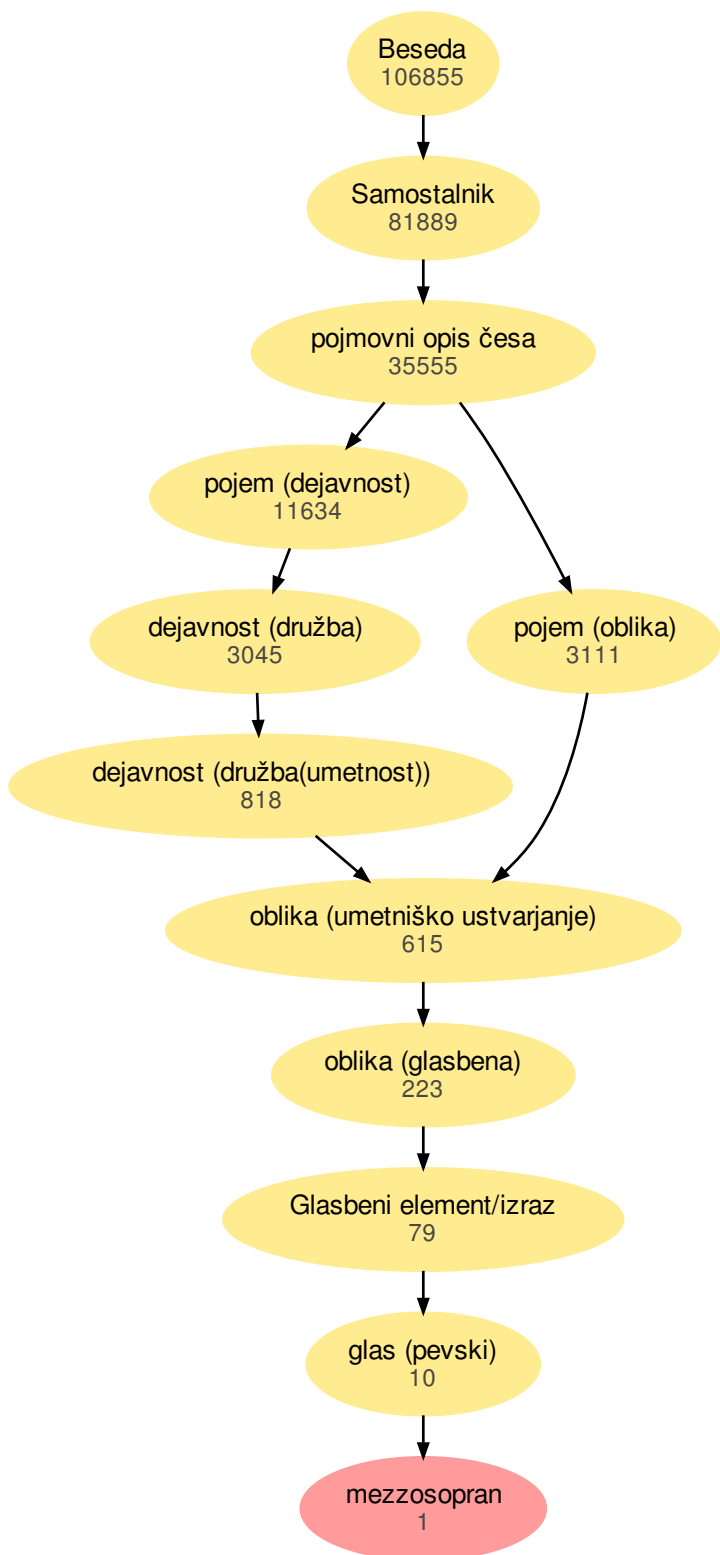 Beseda
106855
Samostalnik
81889
pojmovni opis česa
35555
pojem (dejavnost)
11634
dejavnost (družba)
3045
pojem (oblika)
3111
dejavnost (družba(umetnost))
818
oblika (umetniško ustvarjanje)
615
oblika (glasbena)
223
Glasbeni element/izraz
79
glas (pevski)
10
mezzosopran
1